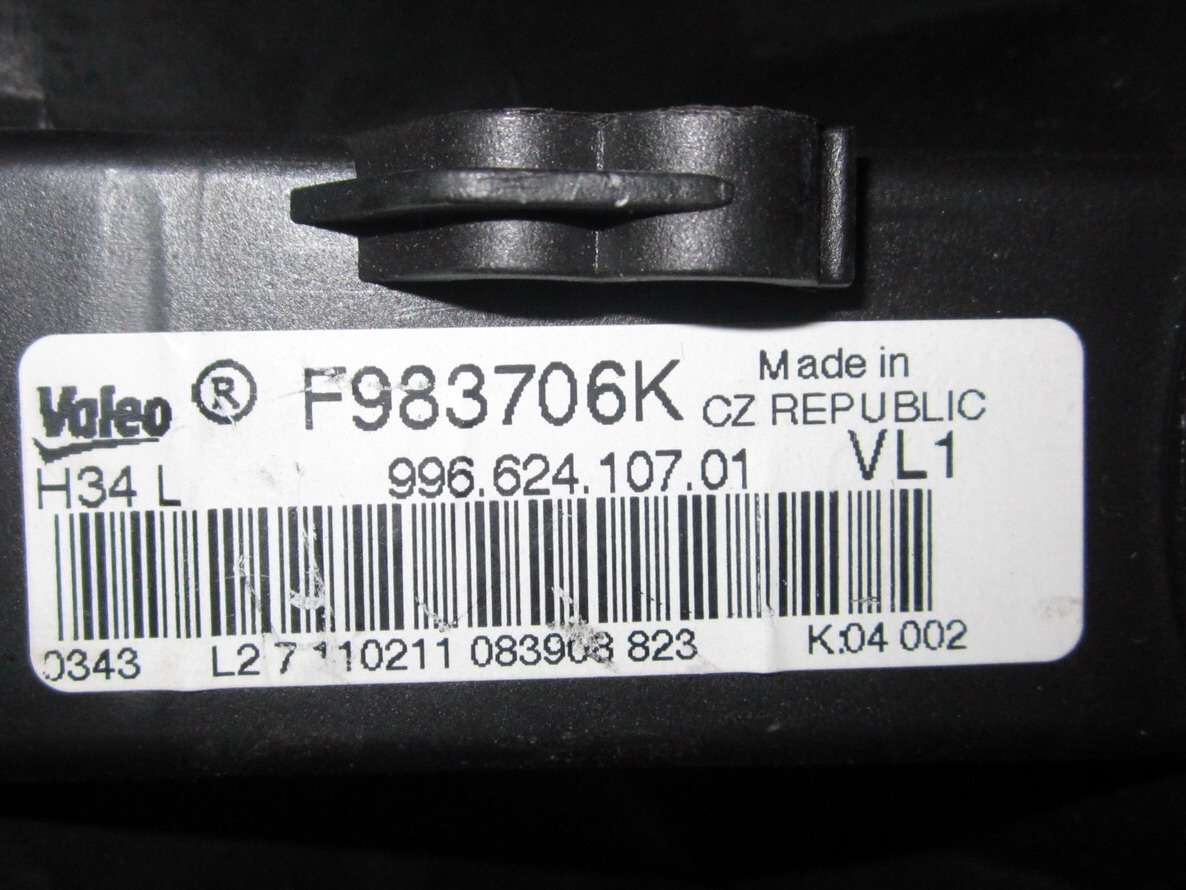 Valeo ® F983706K Made in
CZ REPUBLIC
H34 L 996.624.107.01 VL1
0343 L2 7 110211 083903 823 K:04 002